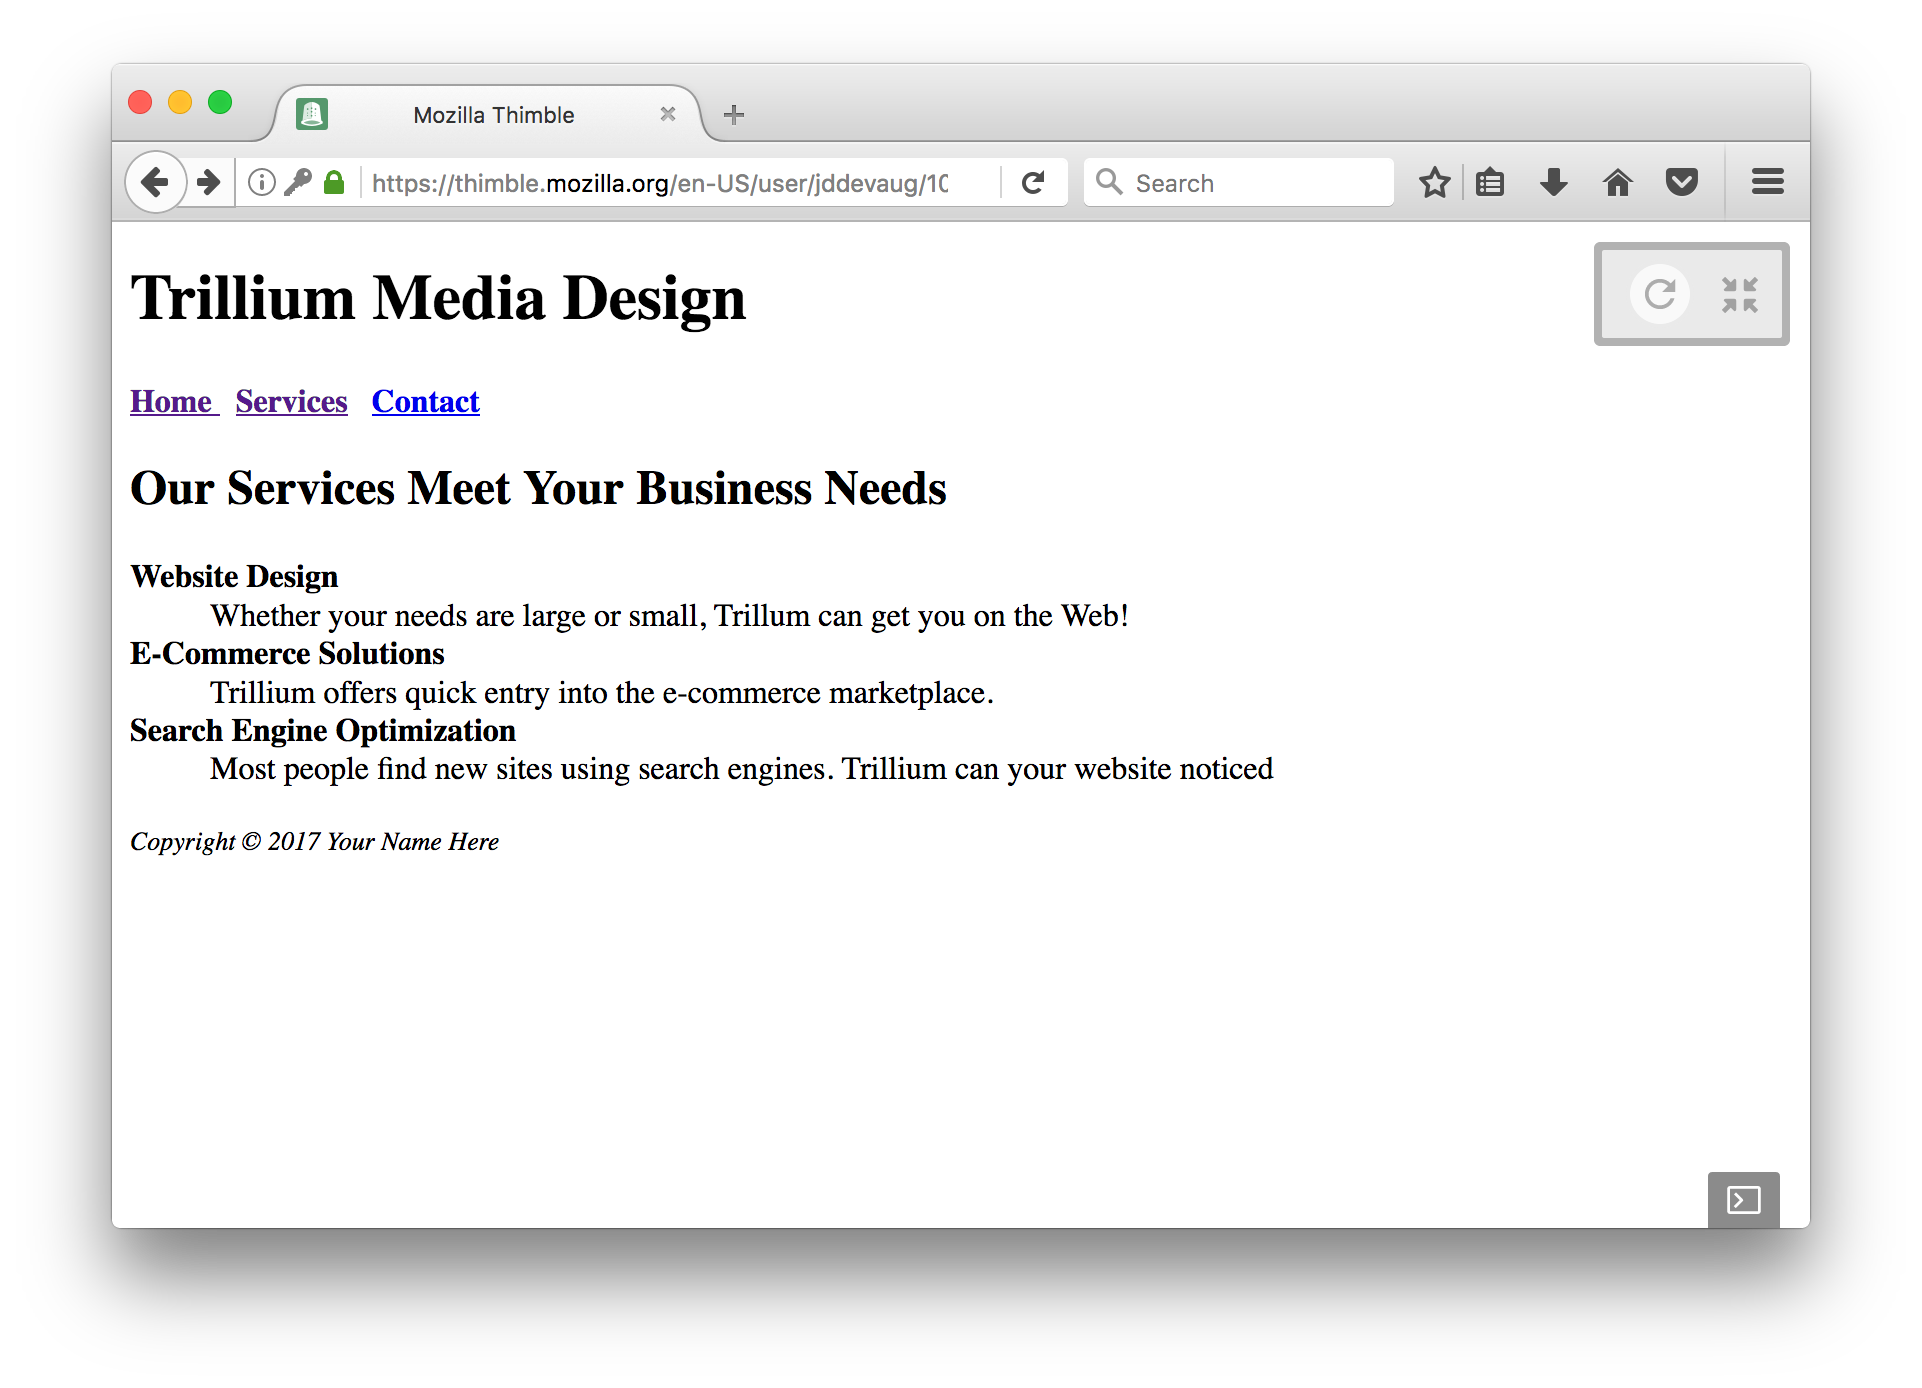 Mozilla Thimble
https://thimble.mozilla.org/en-US/user/jddevaug/10
Search
Trillium Media Design
Home Services Contact
Our Services Meet Your Business Needs
Website Design
Whether your needs are large or small, Trillum can get you on the Web!
E-Commerce Solutions
Trillium offers quick entry into the e-commerce marketplace.
Search Engine Optimization
Most people find new sites using search engines. Trillium can your website noticed
Copyright © 2017 Your Name Here